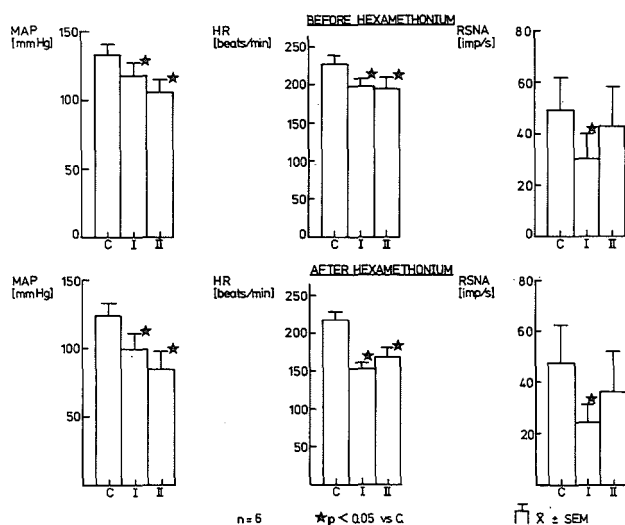 BEFORE HEXAMETHONIUM
MAP [mmHg]
150
100
50
0
C I II
HR [beats/min]
250
200
150
100
50
0
C I II
RSNA [imp/s]
80
60
40
20
0
C I II
AFTER HEXAMETHONIUM
MAP [mmHg]
150
100
50
C I II
HR [beats/min]
250
200
150
100
50
C I II
RSNA [imp/s]
80
60
40
20
C I II
n = 6 ★p < 0.05 vs C. x̄ ± SEM